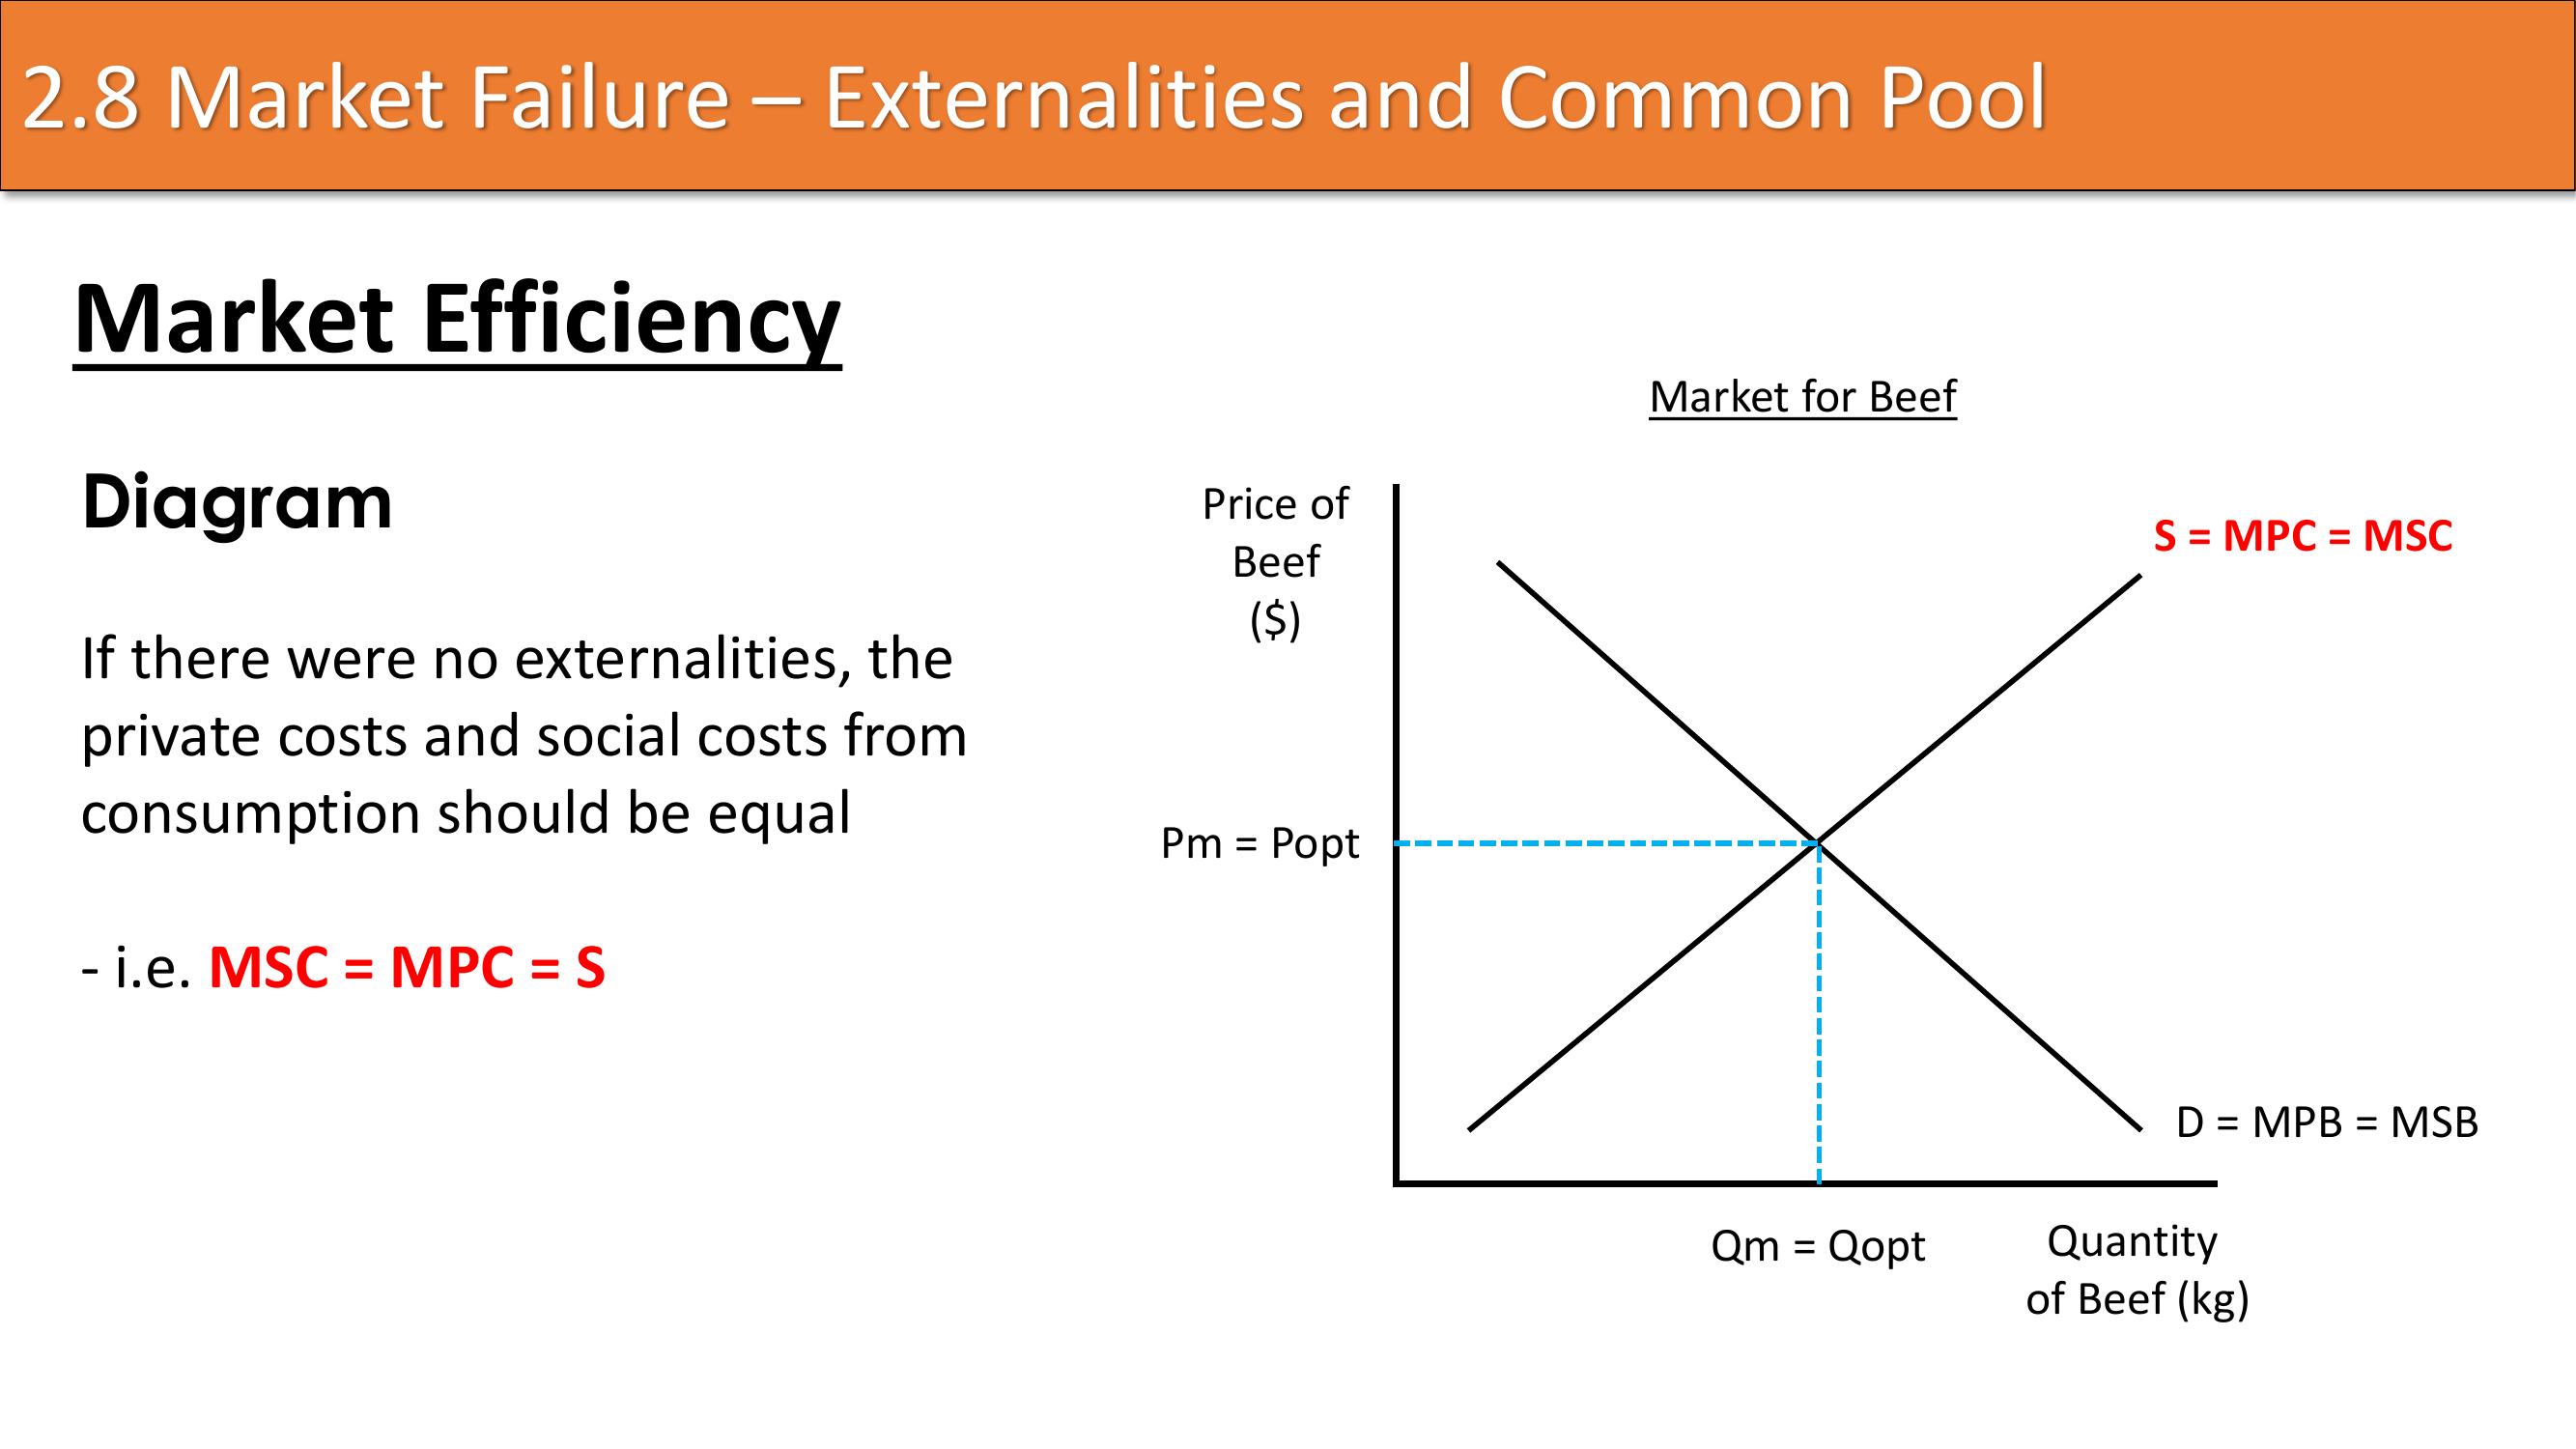 2.8 Market Failure – Externalities and Common Pool
Market Efficiency
Diagram
If there were no externalities, the
private costs and social costs from
consumption should be equal
- i.e. MSC = MPC = S
Market for Beef
Price of
Beef
($)
S = MPC = MSC
Pm = Popt
D = MPB = MSB
Qm = Qopt
Quantity
of Beef (kg)